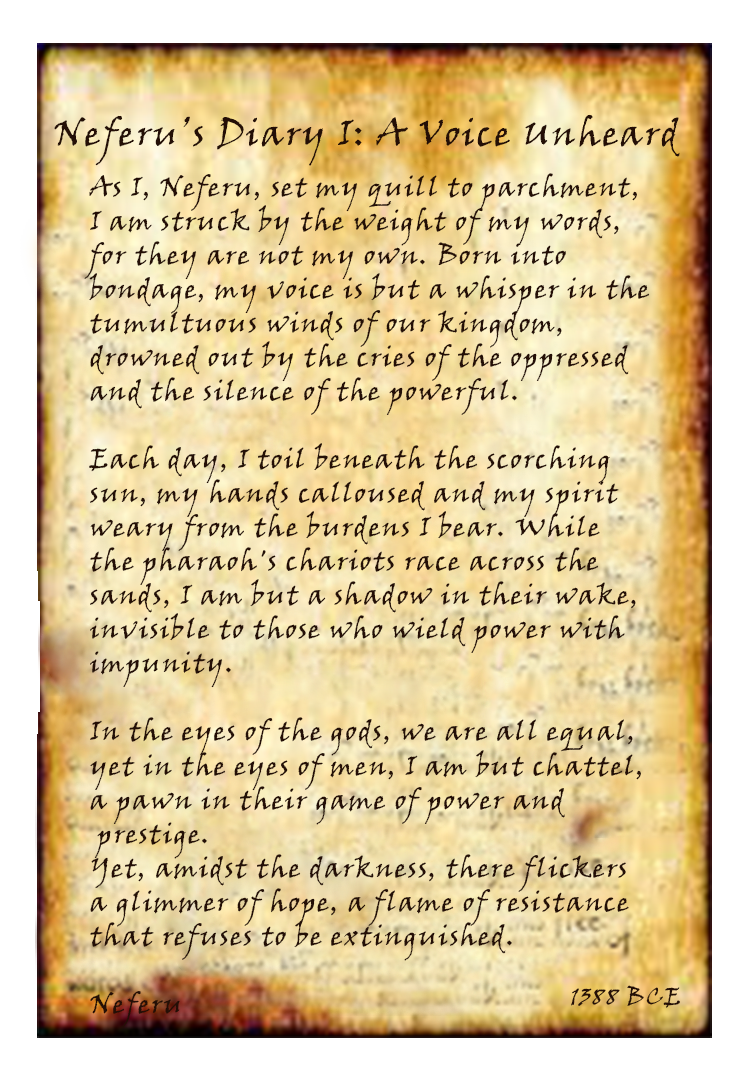 Neferu's Diary I: A Voice Unheard
As I, Neferu, set my quill to parchment,
I am struck by the weight of my words,
for they are not my own. Born into
bondage, my voice is but a whisper in the
tumultuous winds of our kingdom,
drowned out by the cries of the oppressed
and the silence of the powerful.
Each day, I toil beneath the scorching
sun, my hands calloused and my spirit
weary from the burdens I bear. While
the pharaoh's chariots race across the
sands, I am but a shadow in their wake,
invisible to those who wield power with
impunity.
In the eyes of the gods, we are all equal,
yet in the eyes of men, I am but chattel,
a pawn in their game of power and
prestige.
Yet, amidst the darkness, there flickers
a glimmer of hope, a flame of resistance
that refuses to be extinguished.
Neferu
1388 BCE